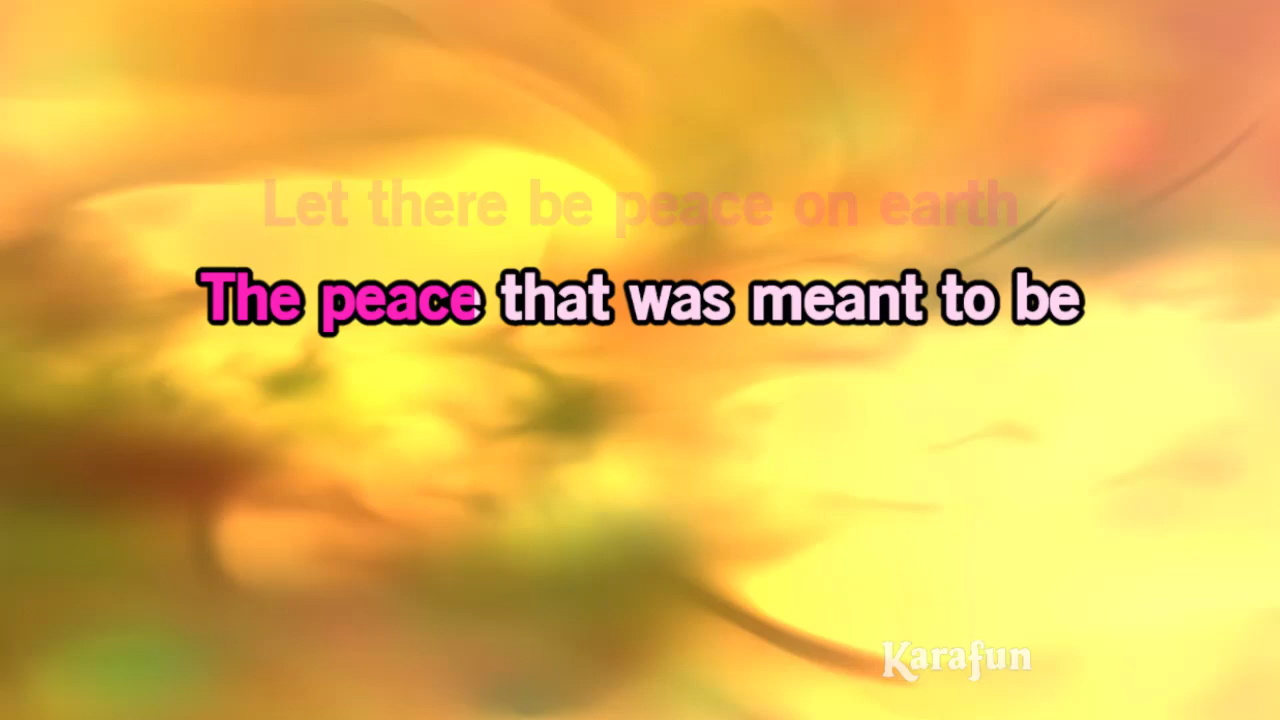 Let there be peace on earth
The peace that was meant to be
Karafun